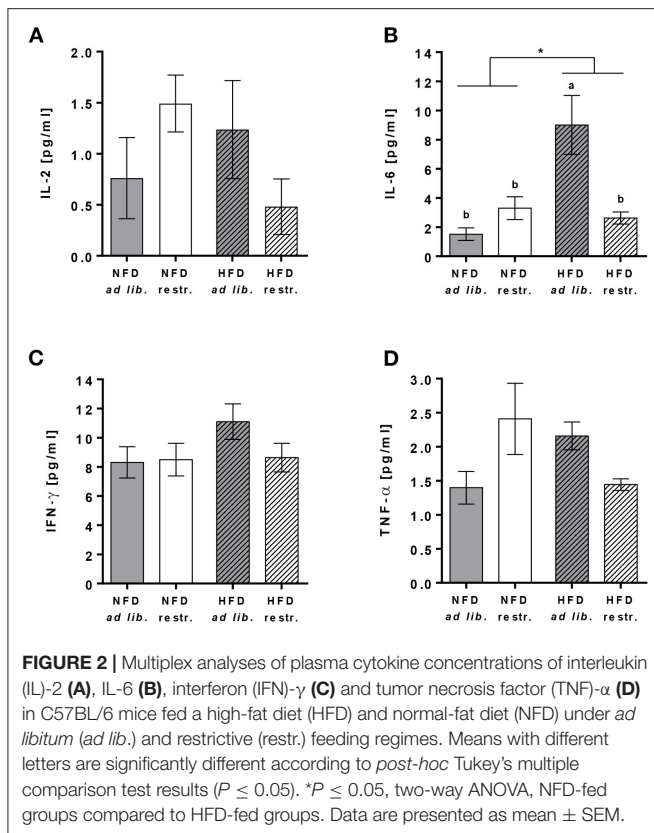 A
2.0
1.5
1.0
0.5
0.0
IL-2 [pg/ml]
NFD NFD HFD HFD
ad lib. restr. ad lib. restr.
B
16
14
12
10
8
6
4
2
0
IL-6 [pg/ml]
*
b b a b
NFD NFD HFD HFD
ad lib. restr. ad lib. restr.
C
14
12
10
8
6
4
2
0
IFN-γ [pg/ml]
NFD NFD HFD HFD
ad lib. restr. ad lib. restr.
D
3.0
2.5
2.0
1.5
1.0
0.5
0.0
TNF-α [pg/ml]
NFD NFD HFD HFD
ad lib. restr. ad lib. restr.
FIGURE 2 | Multiplex analyses of plasma cytokine concentrations of interleukin
(IL)-2 (A), IL-6 (B), interferon (IFN)-γ (C) and tumor necrosis factor (TNF)-α (D)
in C57BL/6 mice fed a high-fat diet (HFD) and normal-fat diet (NFD) under ad
libitum (ad lib.) and restrictive (restr.) feeding regimes. Means with different
letters are significantly different according to post-hoc Tukey's multiple
comparison test results (P ≤ 0.05). *P ≤ 0.05, two-way ANOVA, NFD-fed
groups compared to HFD-fed groups. Data are presented as mean ± SEM.